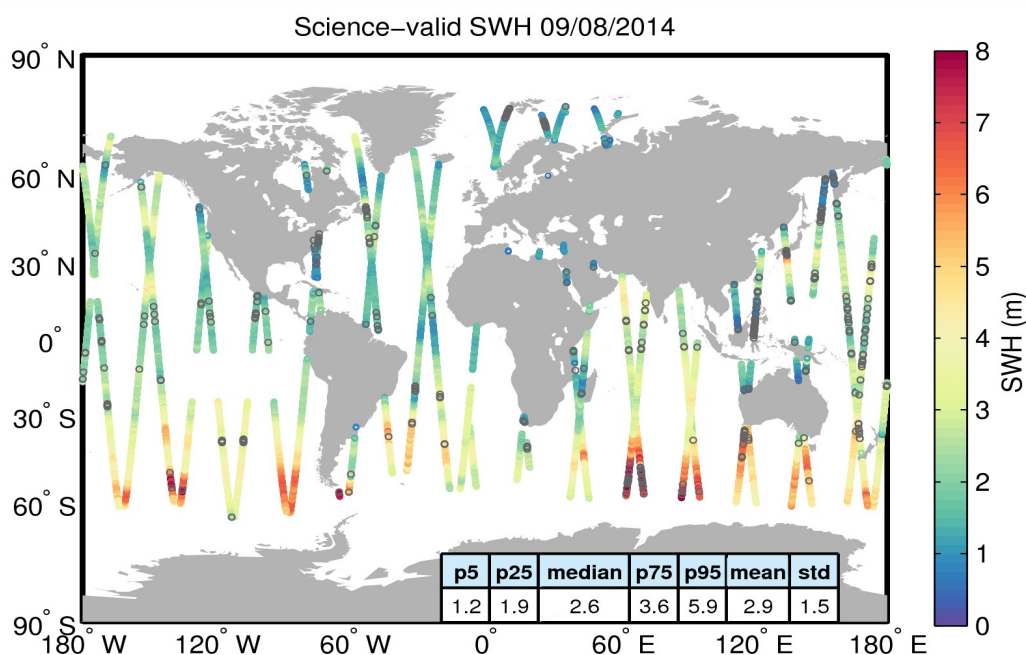 Science−valid SWH 09/08/2014
90° N
60° N
30° N
0°
30° S
60° S
90° S
180° W
120° W
60° W
0°
60° E
120° E
180° E
p5 p25 median p75 p95 mean std
1.2 1.9 2.6 3.6 5.9 2.9 1.5
8
7
6
5
4
3
2
1
0
SWH (m)